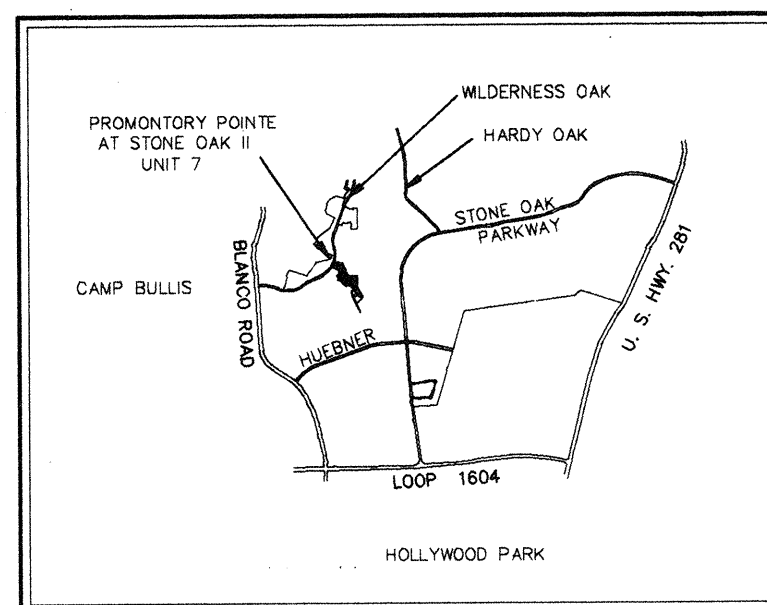 WILDERNESS OAK
PROMONTORY POINTE
AT STONE OAK II
UNIT 7
HARDY OAK
STONE OAK
PARKWAY
BLANCO ROAD
CAMP BULLIS
U. S. HWY. 281
HUEBNER
LOOP 1604
HOLLYWOOD PARK